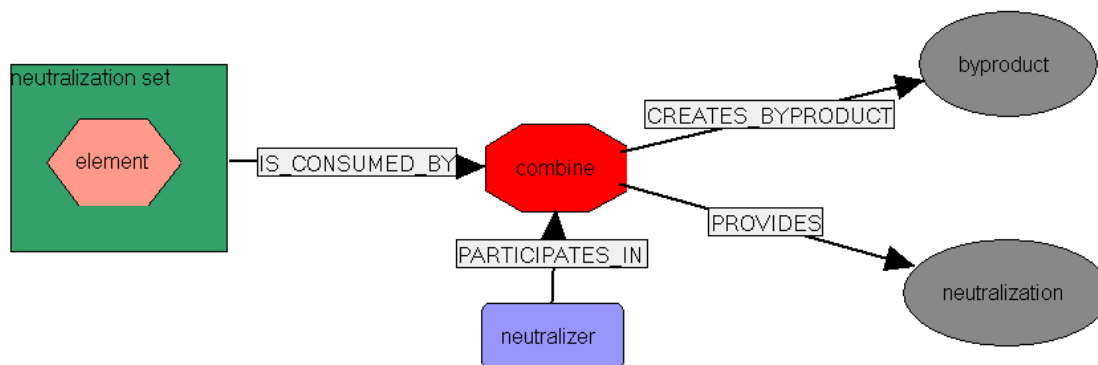 neutralization set
element
IS_CONSUMED_BY
combine
CREATES_BYPRODUCT
byproduct
PROVIDES
neutralization
PARTICIPATES_IN
neutralizer